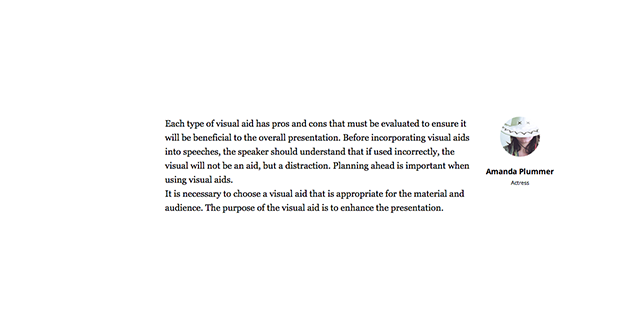 Each type of visual aid has pros and cons that must be evaluated to ensure it
will be beneficial to the overall presentation. Before incorporating visual aids
into speeches, the speaker should understand that if used incorrectly, the
visual will not be an aid, but a distraction. Planning ahead is important when
using visual aids.
It is necessary to choose a visual aid that is appropriate for the material and
audience. The purpose of the visual aid is to enhance the presentation.
Amanda Plummer
Actress